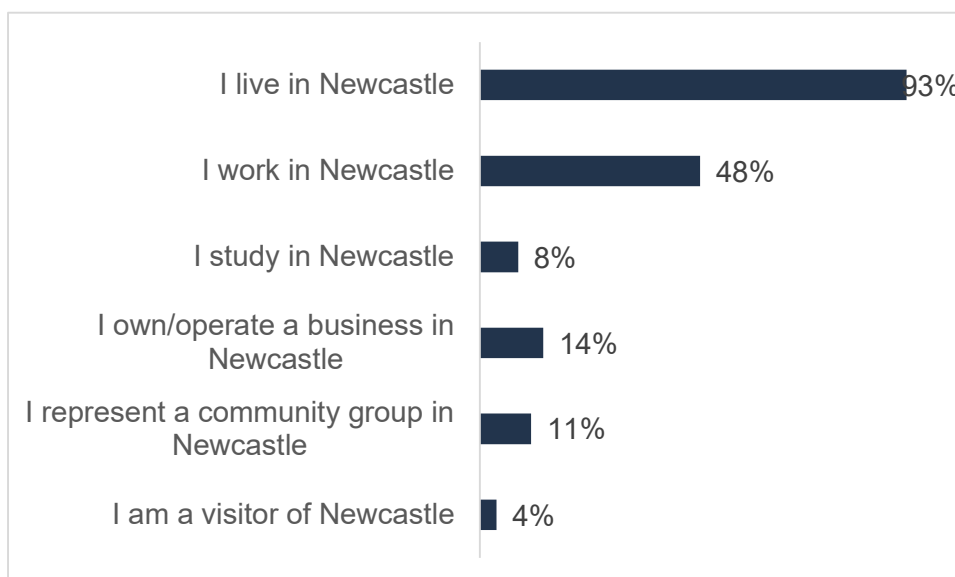 I live in Newcastle
93%
I work in Newcastle
48%
I study in Newcastle
8%
I own/operate a business in
Newcastle
14%
I represent a community group in
Newcastle
11%
I am a visitor of Newcastle
4%